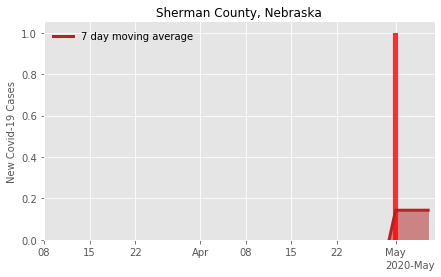 Sherman County, Nebraska
7 day moving average
New Covid-19 Cases
1.0
0.8
0.6
0.4
0.2
0.0
08 15 22 Apr 08 15 22 May
2020-May